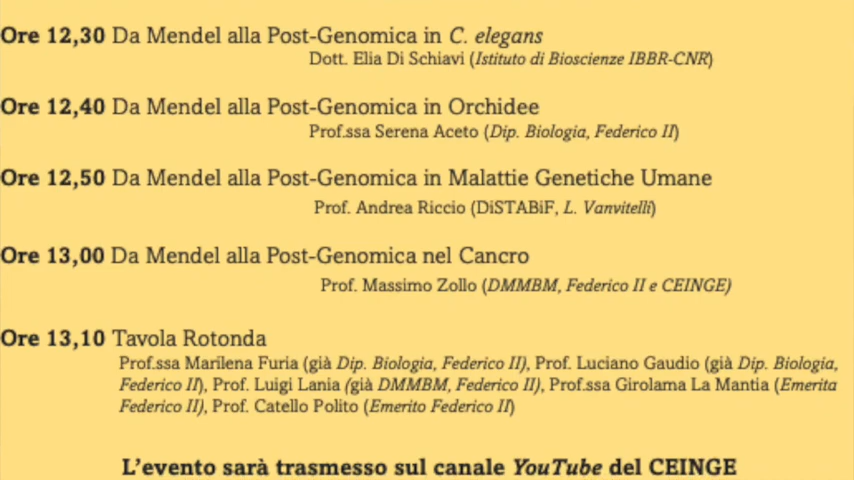 Ore 12,30 Da Mendel alla Post-Genomica in C. elegans
Dott. Elia Di Schiavi (Istituto di Bioscienze IBBR-CNR)
Ore 12,40 Da Mendel alla Post-Genomica in Orchidee
Prof.ssa Serena Aceto (Dip. Biologia, Federico II)
Ore 12,50 Da Mendel alla Post-Genomica in Malattie Genetiche Umane
Prof. Andrea Riccio (DiSTABiF, L. Vanvitelli)
Ore 13,00 Da Mendel alla Post-Genomica nel Cancro
Prof. Massimo Zollo (DMMBM, Federico II e CEINGE)
Ore 13,10 Tavola Rotonda
Prof.ssa Marilena Furia (già Dip. Biologia, Federico II), Prof. Luciano Gaudio (già Dip. Biologia,
Federico II), Prof. Luigi Lania (già DMMBM, Federico II), Prof.ssa Girolama La Mantia (Emerita
Federico II), Prof. Catello Polito (Emerito Federico II)
L'evento sarà trasmesso sul canale YouTube del CEINGE